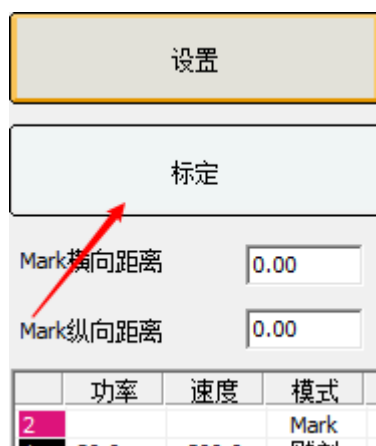 设置
标定
Mark横向距离 0.00
Mark纵向距离 0.00
功率 速度 模式
2 Mark